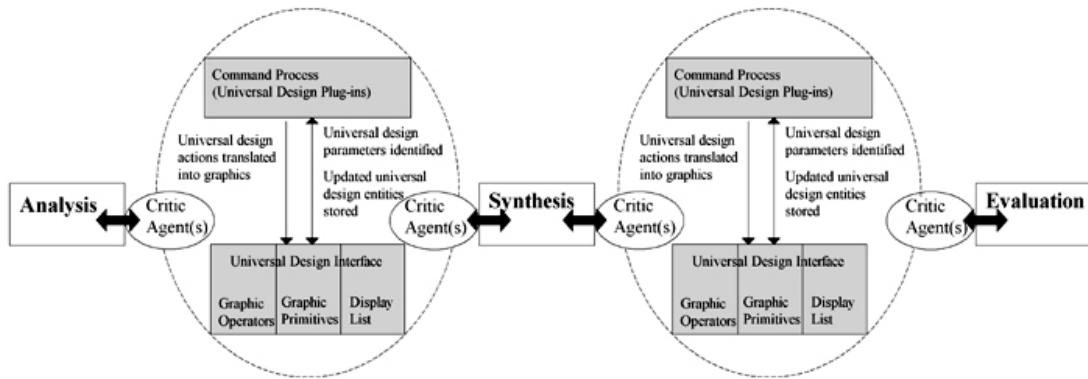 Command Process
(Universal Design Plug-ins)
Universal design
actions translated
into graphics
Universal design
parameters identified
Updated universal
design entities
stored
Analysis
Critic
Agent(s)
Critic
Agent(s)
Universal Design Interface
Graphic
Operators
Graphic
Primitives
Display
List
Synthesis
Command Process
(Universal Design Plug-ins)
Universal design
actions translated
into graphics
Universal design
parameters identified
Updated universal
design entities
stored
Critic
Agent(s)
Critic
Agent(s)
Universal Design Interface
Graphic
Operators
Graphic
Primitives
Display
List
Evaluation